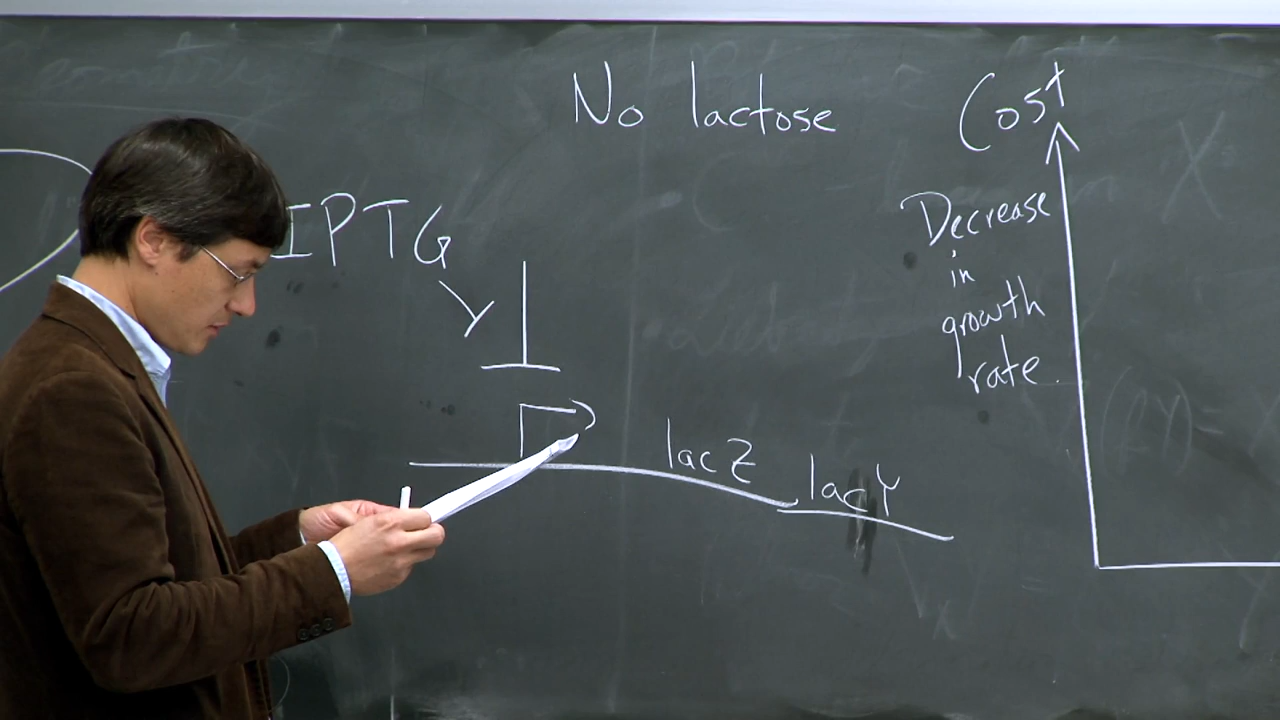 No lactose
Cost
IPTG
Decrease
in
growth
rate
lacZ
lacY